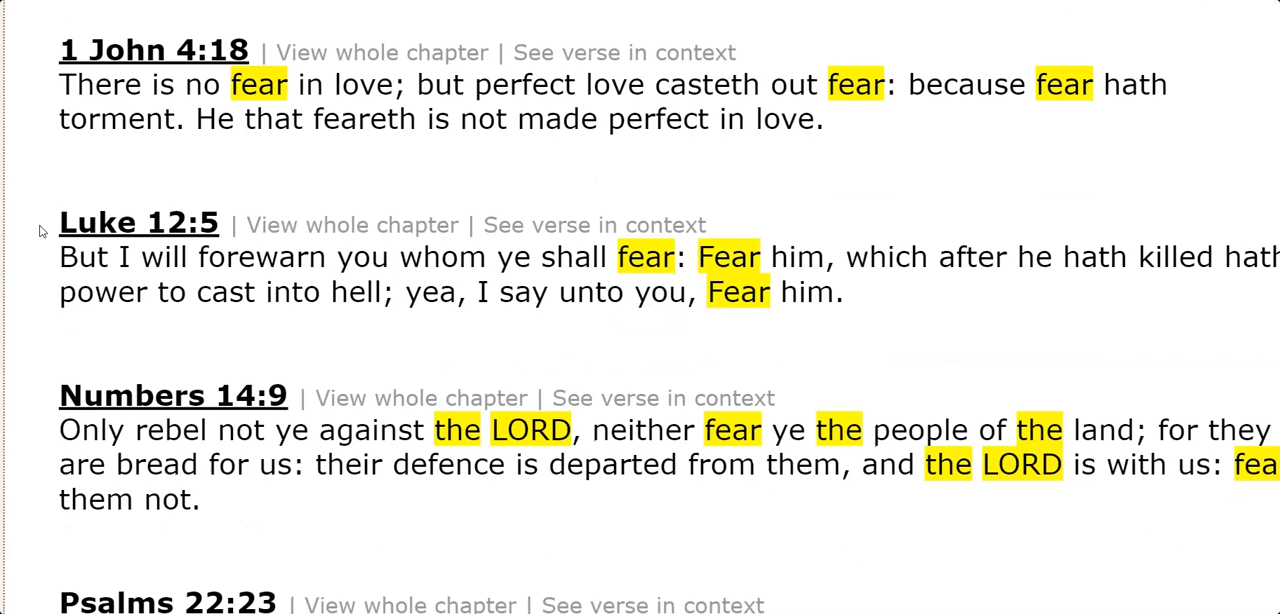 1 John 4:18 | View whole chapter | See verse in context
There is no fear in love; but perfect love casteth out fear: because fear hath
torment. He that feareth is not made perfect in love.
Luke 12:5 | View whole chapter | See verse in context
But I will forewarn you whom ye shall fear: Fear him, which after he hath killed hath
power to cast into hell; yea, I say unto you, Fear him.
Numbers 14:9 | View whole chapter | See verse in context
Only rebel not ye against the LORD, neither fear ye the people of the land; for they
are bread for us: their defence is departed from them, and the LORD is with us: fea
them not.
Psalms 22:23 | View whole chapter | See verse in context